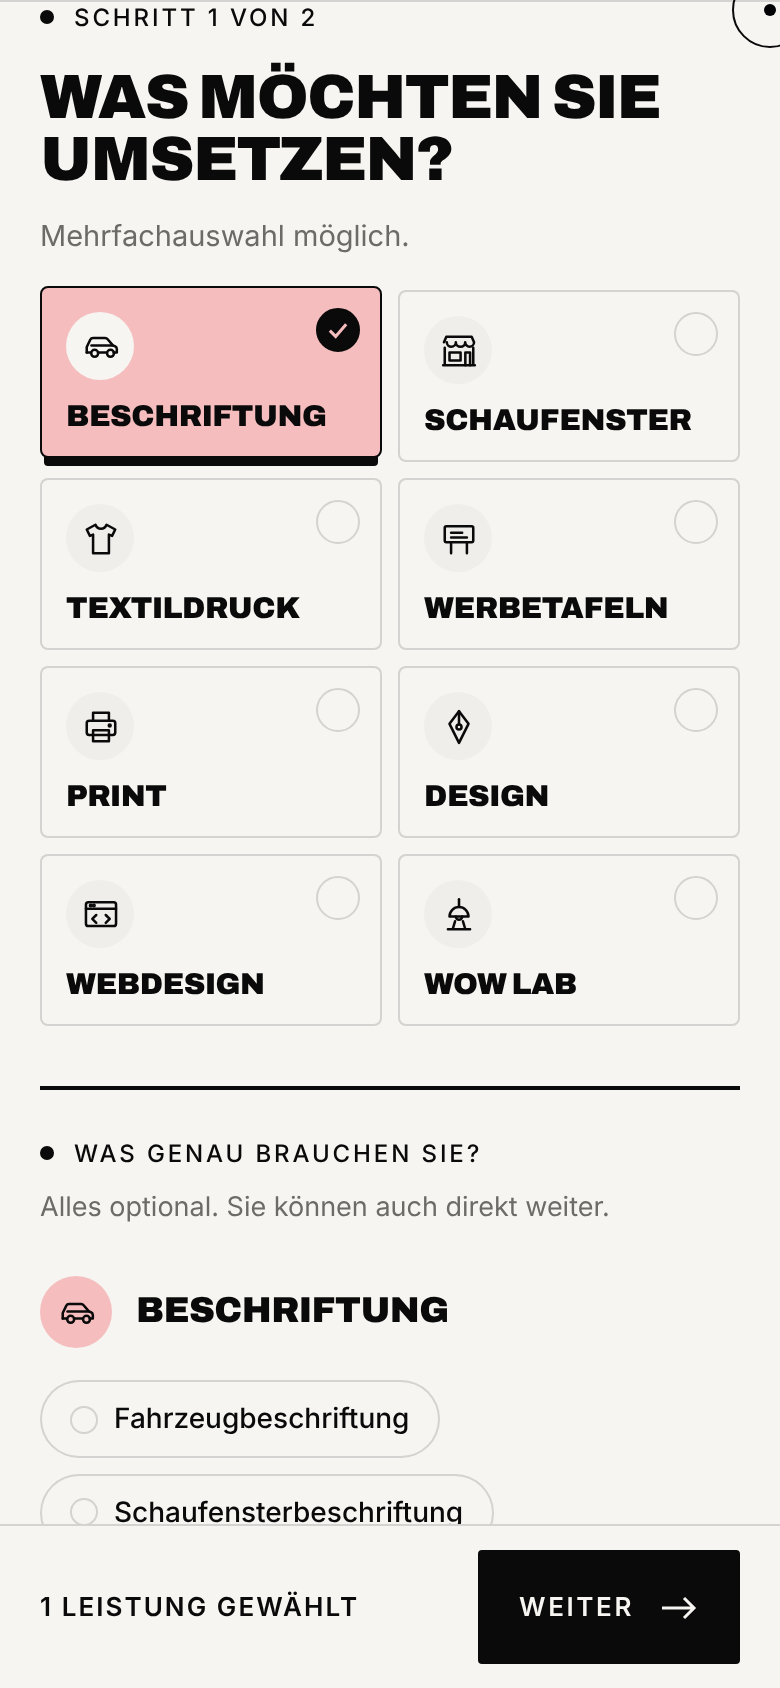 SCHRITT 1 VON 2
WAS MÖCHTEN SIE
UMSETZEN?
Mehrfachauswahl möglich.
BESCHRIFTUNG
SCHAUFENSTER
TEXTILDRUCK
WERBETAFELN
PRINT
DESIGN
WEBDESIGN
WOW LAB
WAS GENAU BRAUCHEN SIE?
Alles optional. Sie können auch direkt weiter.
BESCHRIFTUNG
Fahrzeugbeschriftung
Schaufensterbeschriftung
1 LEISTUNG GEWÄHLT
WEITER